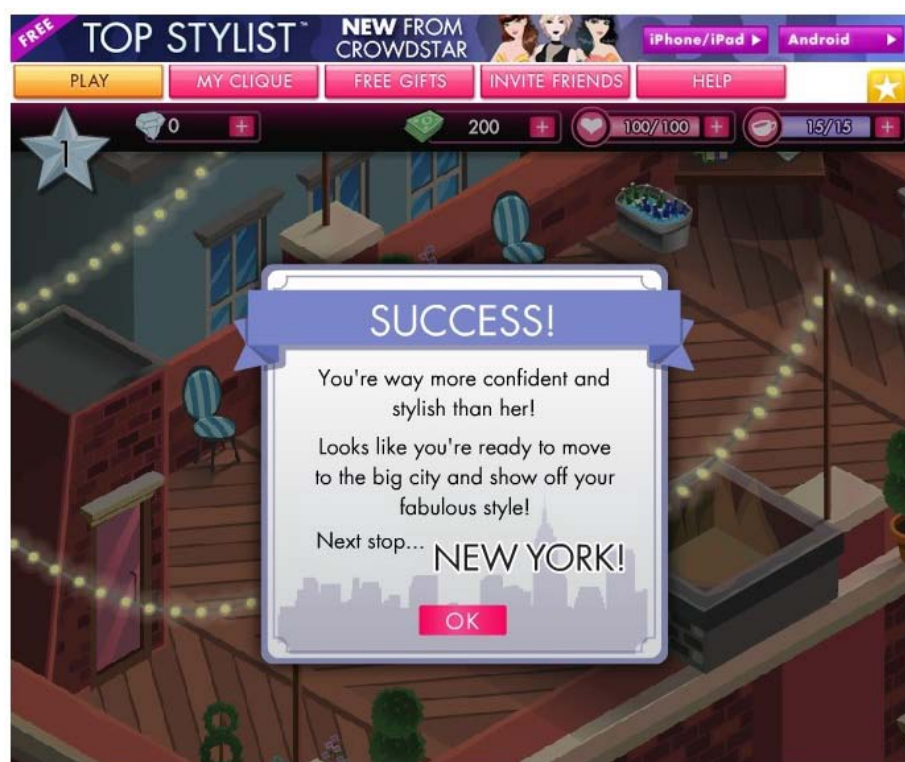 FREE
TOP STYLIST™
NEW FROM
CROWDSTAR
iPhone/iPad
Android
PLAY
MY CLIQUE
FREE GIFTS
INVITE FRIENDS
HELP
1
0
200
100/100
15/15
SUCCESS!
You're way more confident and
stylish than her!
Looks like you're ready to move
to the big city and show off your
fabulous style!
Next stop... NEW YORK!
OK